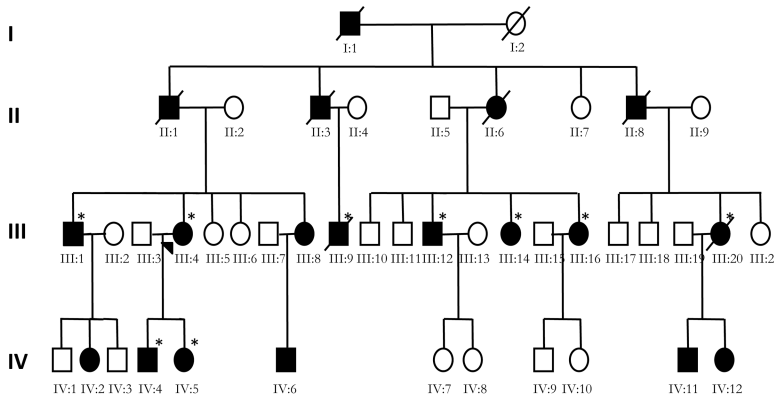 I
I:1 I:2
II
II:1 II:2 II:3 II:4 II:5 II:6 II:7 II:8 II:9
* * * * * *
III
III:1 III:2 III:3 III:4 III:5 III:6 III:7 III:8 III:9 III:10 III:11 III:12 III:13 III:14 III:15 III:16 III:17 III:18 III:19 III:20 III:2
* *
IV
IV:1 IV:2 IV:3 IV:4 IV:5 IV:6 IV:7 IV:8 IV:9 IV:10 IV:11 IV:12